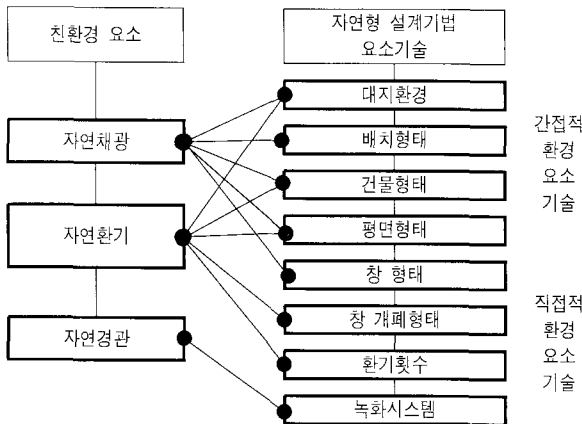 친환경 요소
자연형 설계기법
요소기술
자연채광
자연환기
자연경관
대지환경
배치형태
건물형태
평면형태
창 형태
창 개폐형태
환기횟수
녹화시스템
간접적
환경
요소
기술
직접적
환경
요소
기술